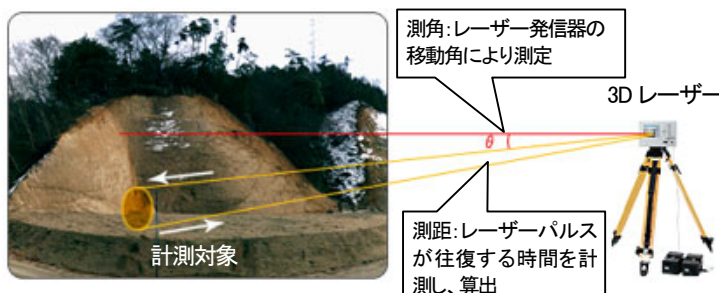 測角：レーザー発信器の
移動角により測定
3D レーザー
θ
測距：レーザーパルス
が往復する時間を計
測し、算出
計測対象